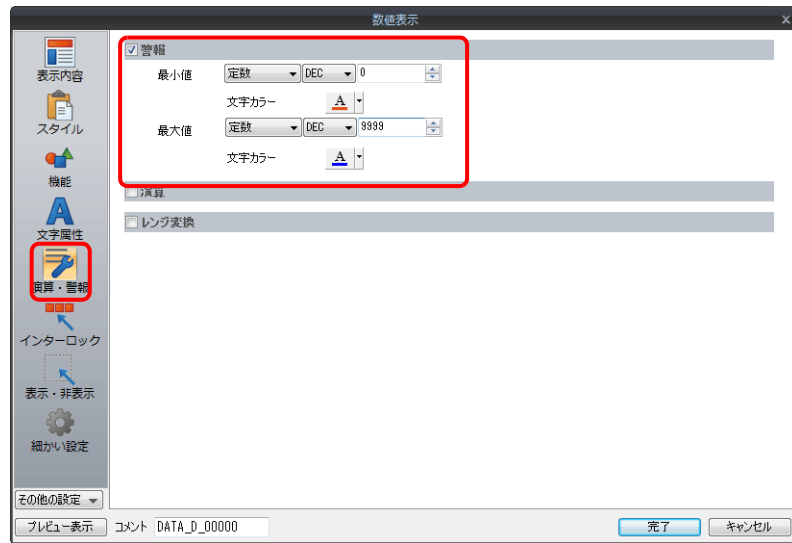 数値表示 x
表示内容
スタイル
機能
文字属性
演算・警報
インターロック
表示・非表示
細かい設定
その他の設定
警報
最小値 定数 DEC 0
文字カラー A
最大値 定数 DEC 9999
文字カラー A
演算
レンジ変換
プレビュー表示 コメント DATA_D_00000 完了 キャンセル